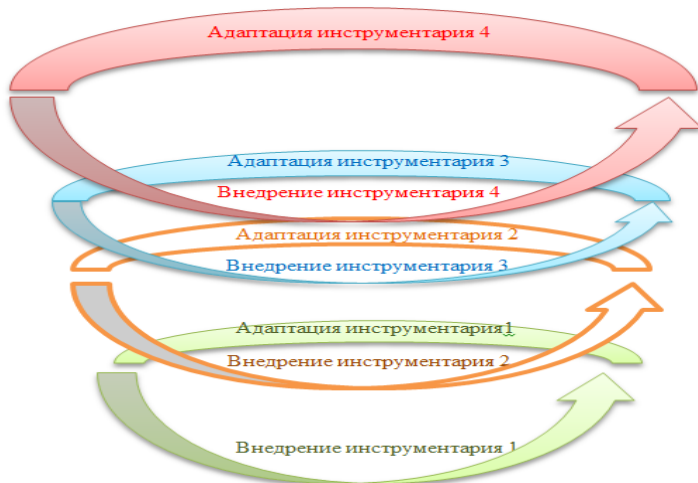 Адаптация инструментария 4
Адаптация инструментария 3
Внедрение инструментария 4
Адаптация инструментария 2
Внедрение инструментария 3
Адаптация инструментария1
Внедрение инструментария 2
Внедрение инструментария 1